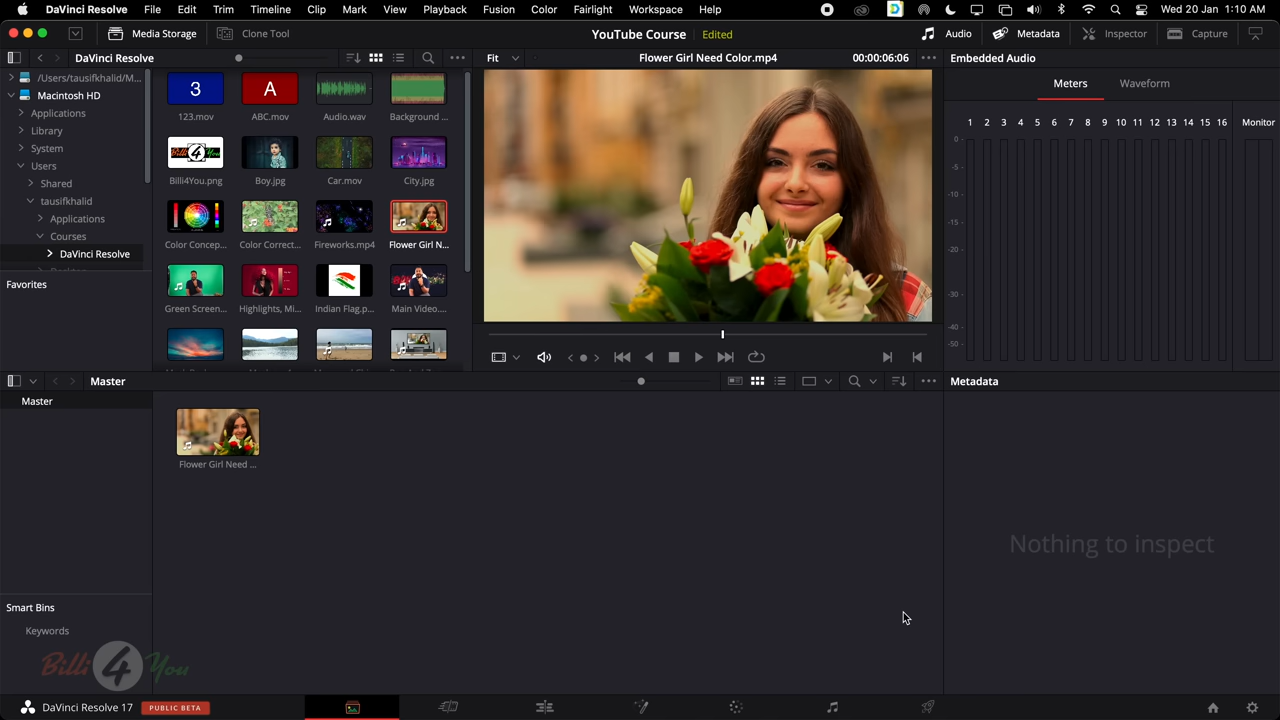 DaVinci Resolve File Edit Trim Timeline Clip Mark View Playback Fusion Color Fairlight Workspace Help Wed 20 Jan 1:10 AM
Media Storage Clone Tool YouTube Course Edited Audio Metadata Inspector Capture
DaVinci Resolve Fit Flower Girl Need Color.mp4 00:00:06:06 Embedded Audio
/Users/tausifkhalid/M...
Macintosh HD
Applications
Library
System
Users
Shared
tausifkhalid
Applications
Courses
DaVinci Resolve
Favorites
3 A
123.mov ABC.mov Audio.wav Background ...
Billi4You.png Boy.jpg Car.mov City.jpg
Color Concep... Color Correct... Fireworks.mp4 Flower Girl N...
Green Screen... Highlights, Mi... Indian Flag.p... Main Video....
Meters Waveform
1 2 3 4 5 6 7 8 9 10 11 12 13 14 15 16 Monitor
0
-5
-10
-15
-20
-30
-40
-50
Master Metadata
Master
Flower Girl Need ...
Nothing to inspect
Smart Bins
Keywords
Billi 4 You
DaVinci Resolve 17 PUBLIC BETA